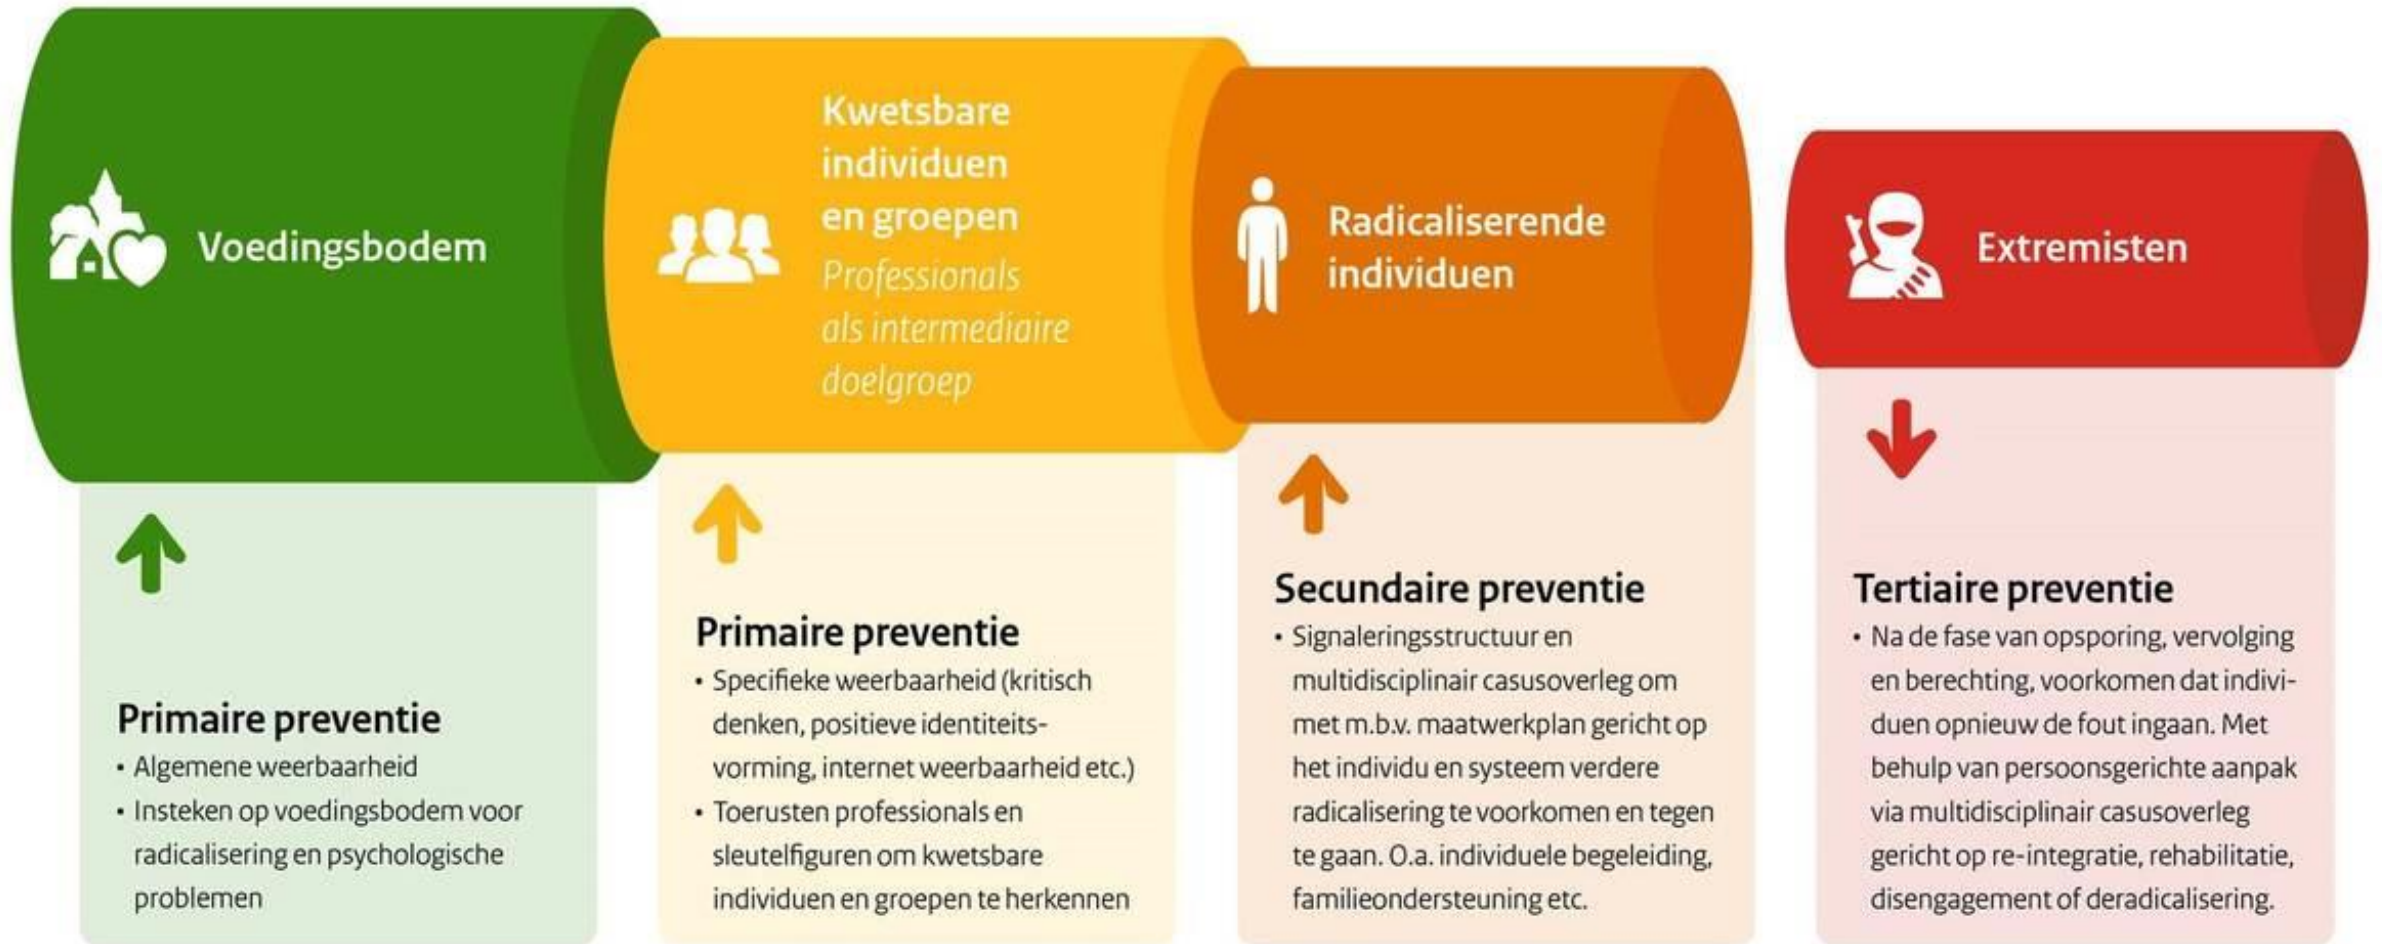 Voedingsbodem
Primaire preventie
• Algemene weerbaarheid
• Insteken op voedingsbodem voor
radicalisering en psychologische
problemen
Kwetsbare
individuen
en groepen
Professionals
als intermediaire
doelgroep
Primaire preventie
• Specifieke weerbaarheid (kritisch
denken, positieve identiteits-
vorming, internet weerbaarheid etc.)
• Toerusten professionals en
sleutelfiguren om kwetsbare
individuen en groepen te herkennen
Radicaliserende
individuen
Secundaire preventie
• Signaleringsstructuur en
multidisciplinair casusoverleg om
met m.b.v. maatwerkplan gericht op
het individu en systeem verdere
radicalisering te voorkomen en tegen
te gaan. O.a. individuele begeleiding,
familieondersteuning etc.
Extremisten
Tertiaire preventie
• Na de fase van opsporing, vervolging
en berechting, voorkomen dat indivi-
duen opnieuw de fout ingaan. Met
behulp van persoonsgerichte aanpak
via multidisciplinair casusoverleg
gericht op re-integratie, rehabilitatie,
disengagement of deradicalisering.